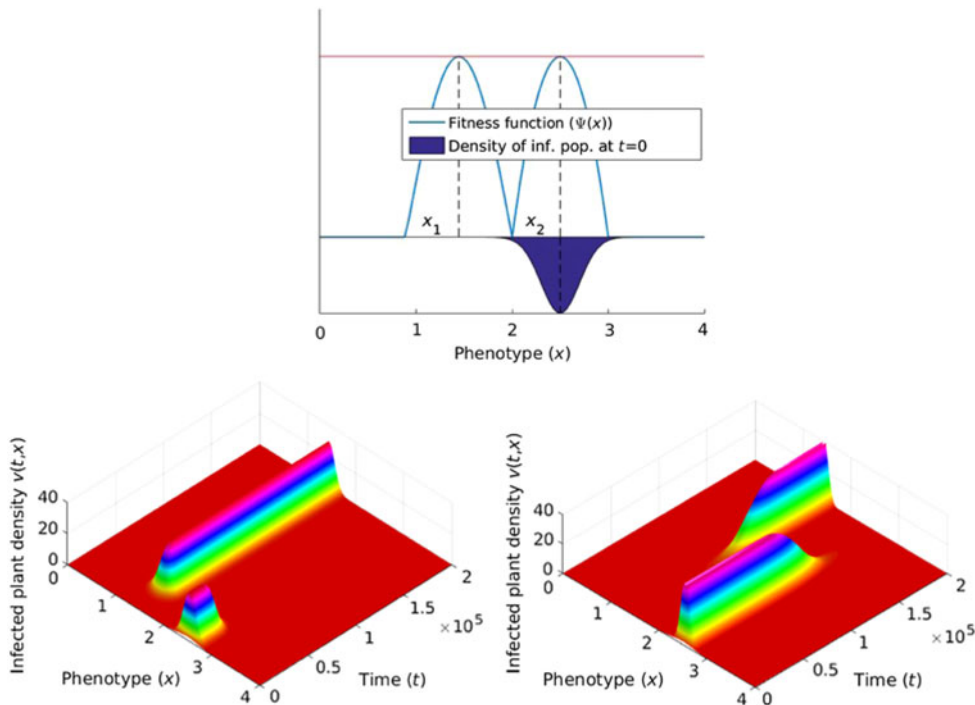 Fitness function (Ψ(x))
Density of inf. pop. at t=0
x1
x2
0 1 2 3 4
Phenotype (x)
Infected plant density v(t,x)
40
20
0
0
1
2
3
4
Phenotype (x)
0
0.5
1
1.5
2
×10^5
Time (t)
Infected plant density v(t,x)
40
20
0
0
1
2
3
4
Phenotype (x)
0
0.5
1
1.5
2
×10^5
Time (t)